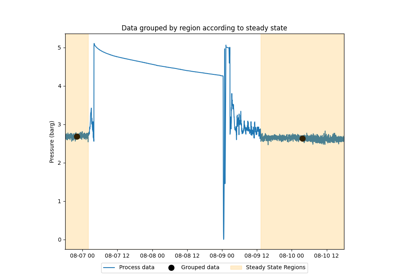 Data grouped by region according to steady state
Pressure (barg)
5
4
3
2
1
0
08-07 00 08-07 12 08-08 00 08-08 12 08-09 00 08-09 12 08-10 00 08-10 12
Process data Grouped data Steady State Regions